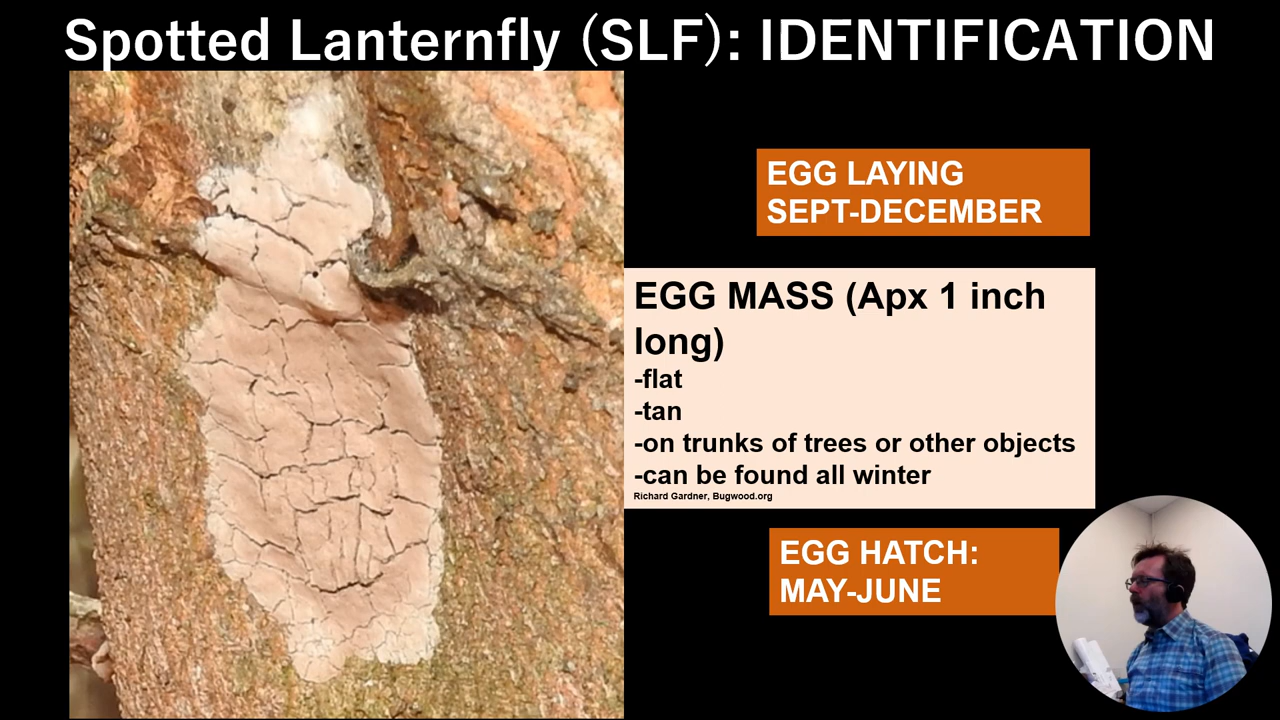 Spotted Lanternfly (SLF): IDENTIFICATION
EGG LAYING
SEPT-DECEMBER
EGG MASS (Apx 1 inch
long)
-flat
-tan
-on trunks of trees or other objects
-can be found all winter
Richard Gardner, Bugwood.org
EGG HATCH:
MAY-JUNE